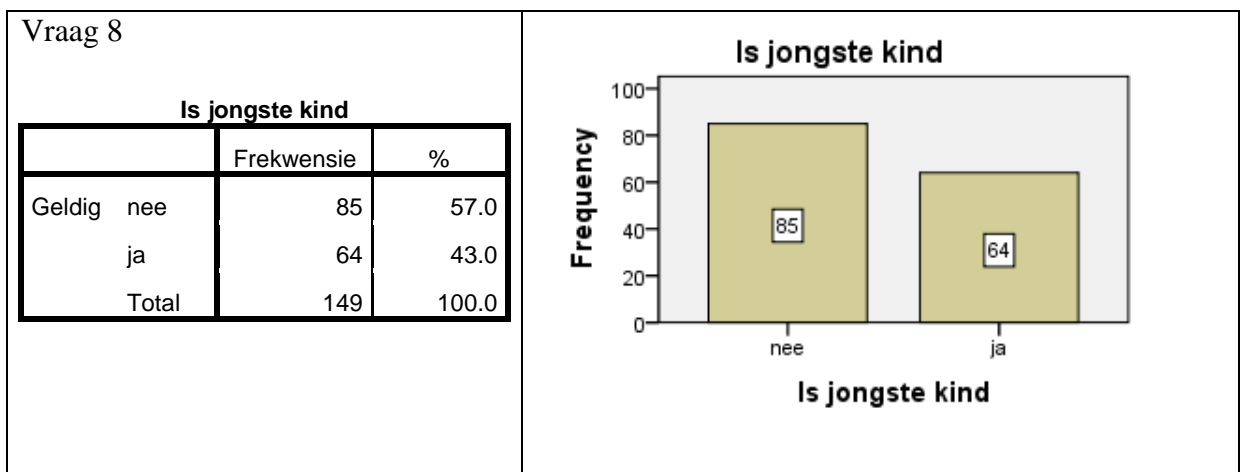 Vraag 8
Is jongste kind
Frekwensie %
Geldig nee 85 57.0
ja 64 43.0
Total 149 100.0
Is jongste kind
Frequency
100
80
60
40
20
0
85
64
nee ja
Is jongste kind